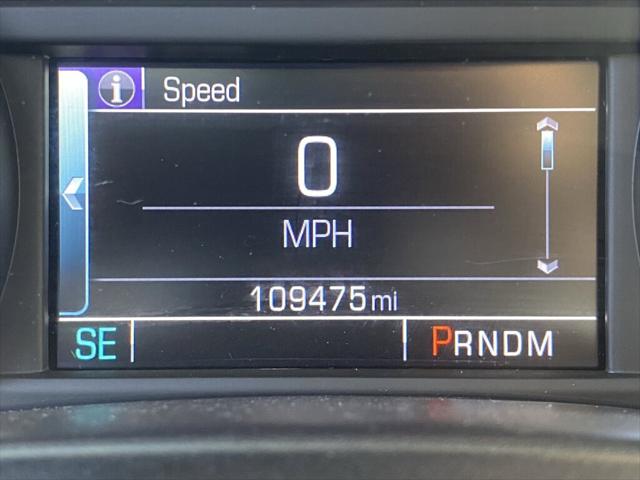 i Speed
0
MPH
109475 mi
SE PRNDM